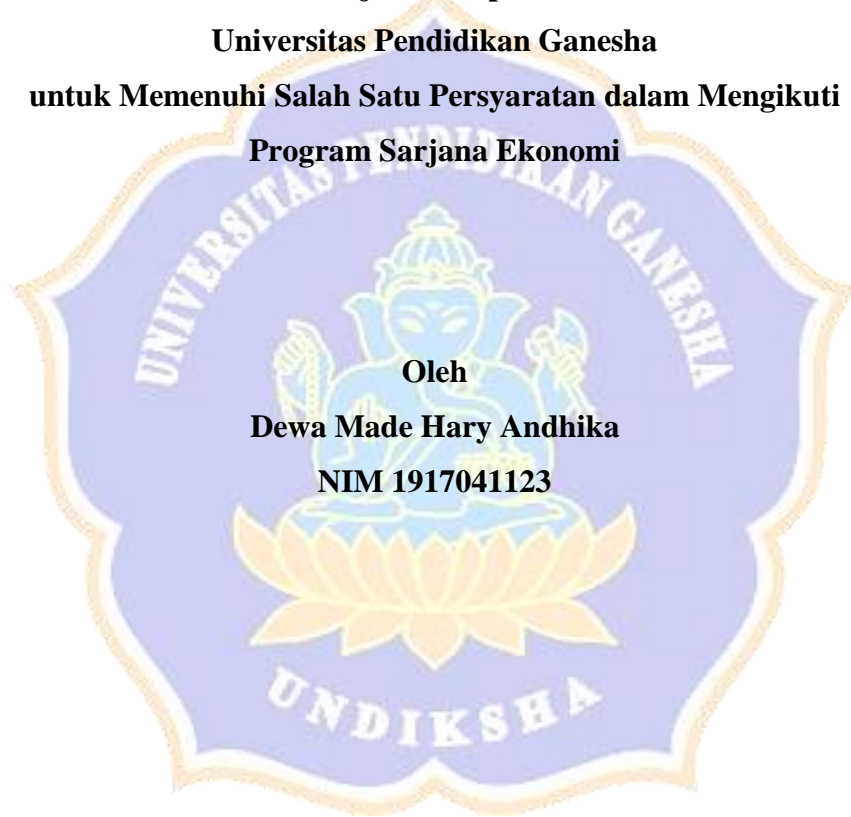 Universitas Pendidikan Ganesha
untuk Memenuhi Salah Satu Persyaratan dalam Mengikuti
Program Sarjana Ekonomi
UNIVERSITAS PENDIDIKAN GANESHA
Oleh
Dewa Made Hary Andhika
NIM 1917041123
UNDIKSHA